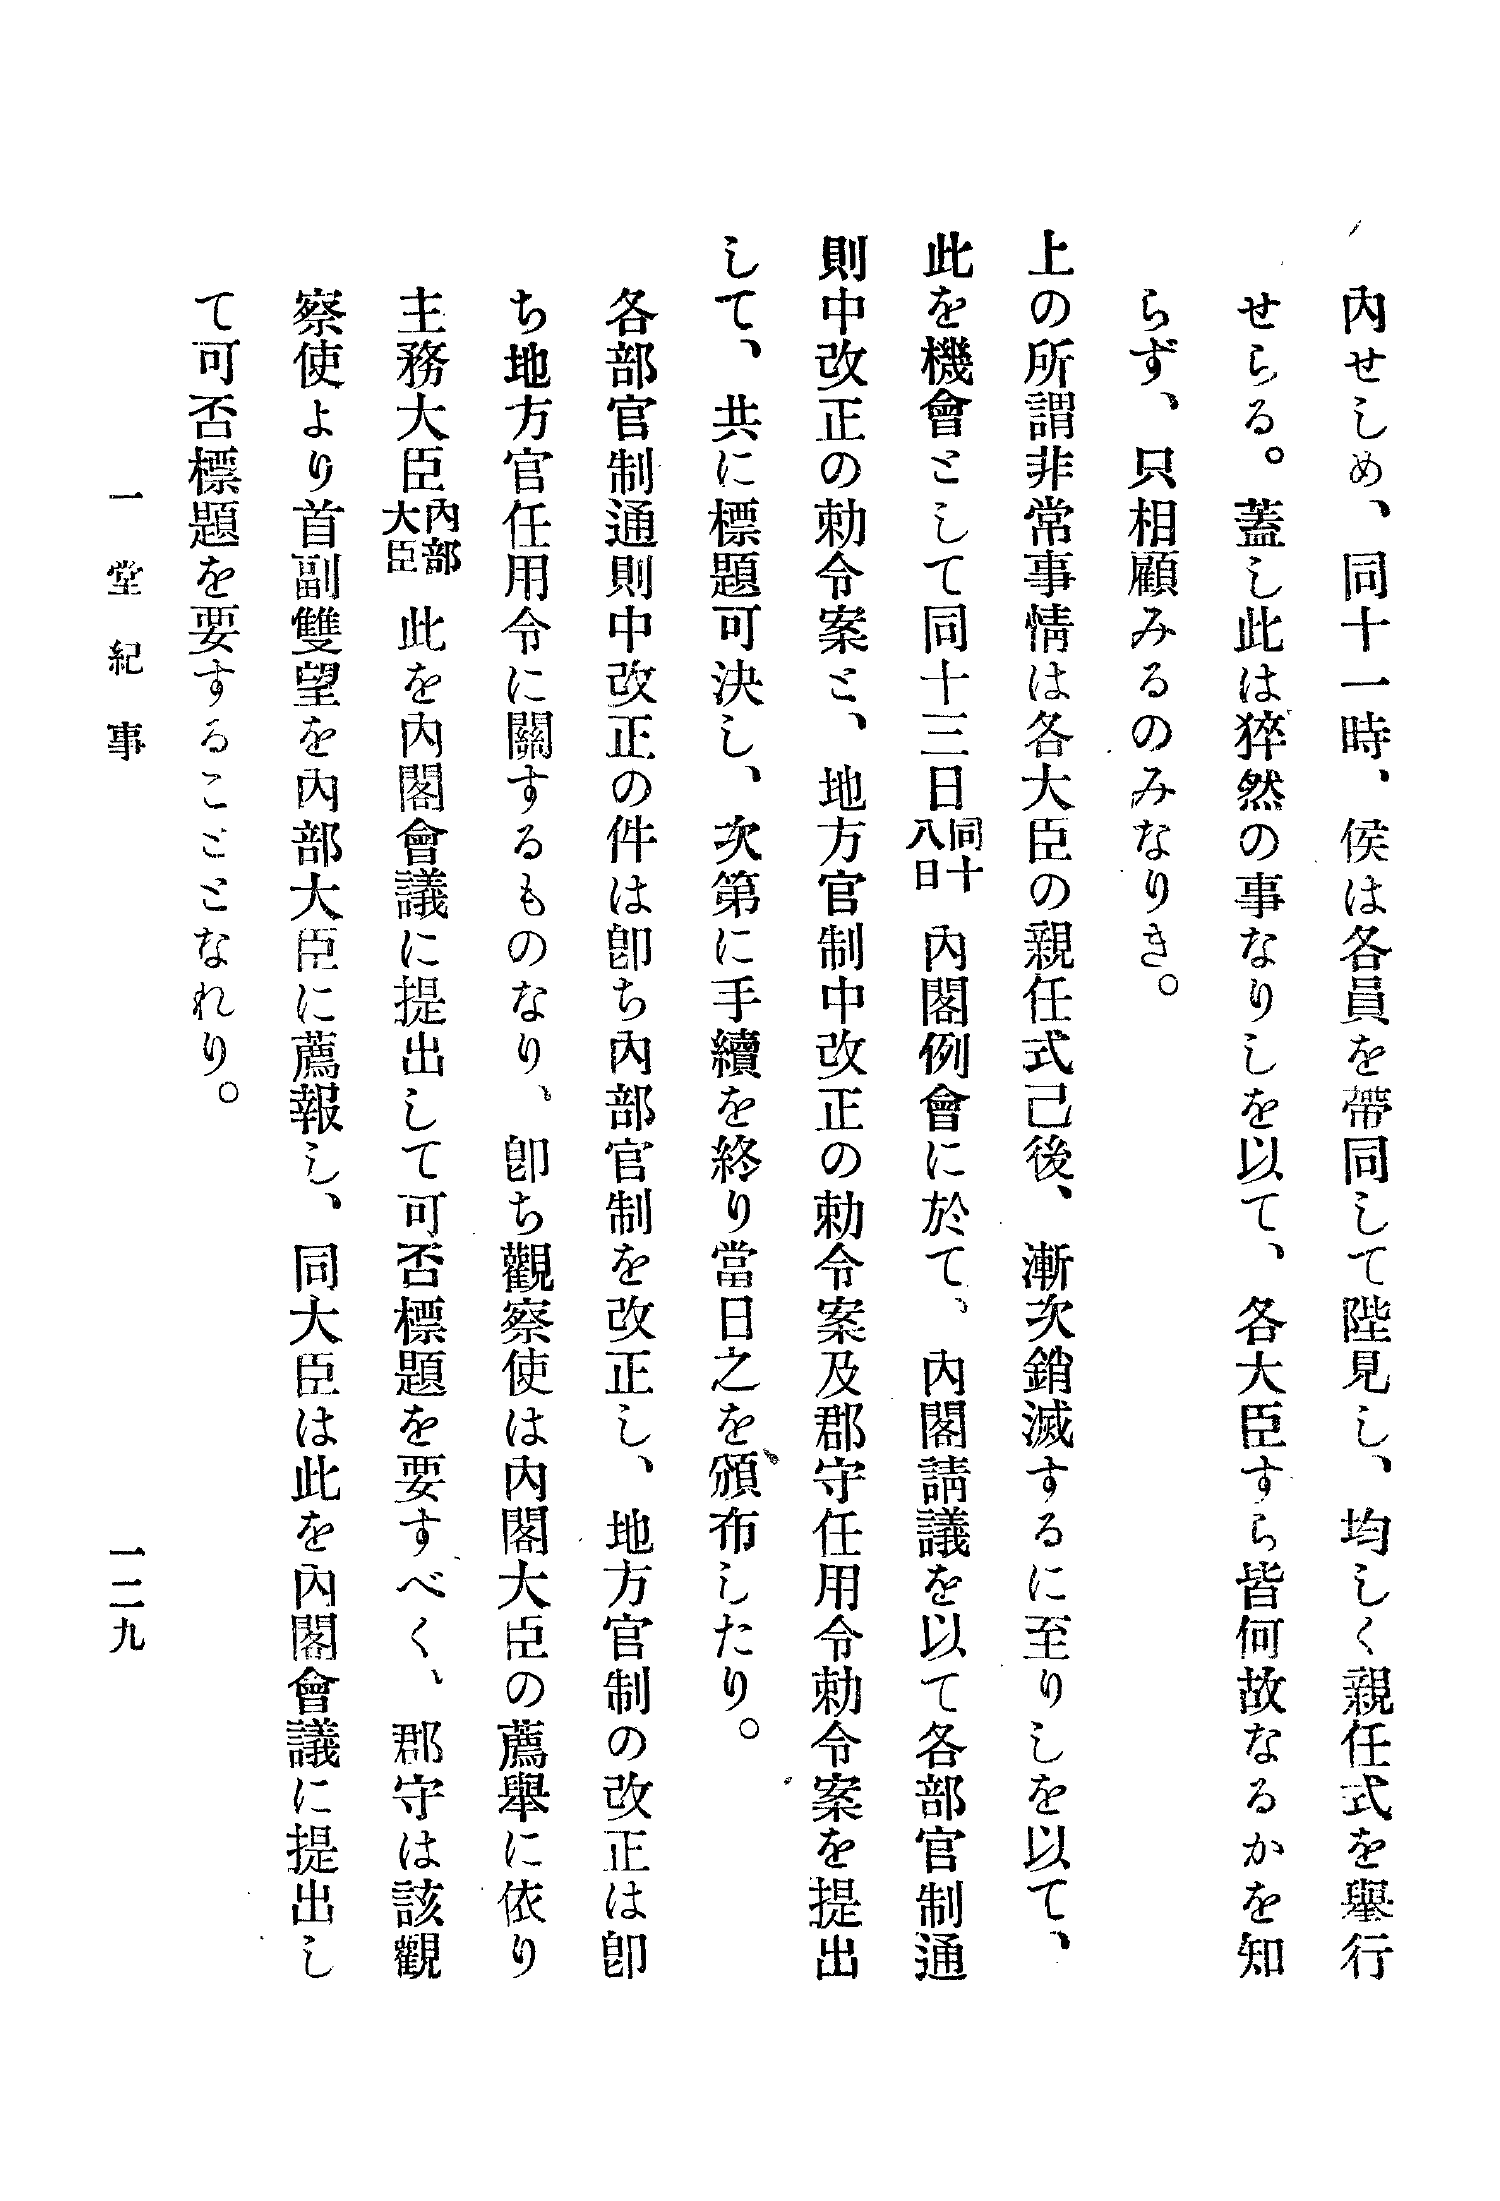 內せしめ、同十一時、侯は各員を帶同して陛見し、均しく親任式を擧行
せらる。蓋し此は猝然の事なりしを以て、各大臣すら皆何故なるかを知
らず、只相顧みるのみなりき。
上の所謂非常事情は各大臣の親任式己後、漸次銷滅するに至りしを以て、
此を機會として同十三日同十八日內閣例會に於て、內閣請議を以て各部官制通
則中改正の勅令案と、地方官制中改正の勅令案及郡守任用令勅令案を提出
して、共に標題可決し、次第に手續を終り當日之を頒布したり。
各部官制通則中改正の件は卽ち內部官制を改正し、地方官制の改正は卽
ち地方官任用令に關するものなり、卽ち觀察使は內閣大臣の薦擧に依り
主務大臣內部大臣此を內閣會議に提出して可否標題を要すべく、郡守は該觀
察使より首副雙望を內部大臣に薦報し、同大臣は此を內閣會議に提出し
て可否標題を要することとなれり。
一堂紀事
一二九